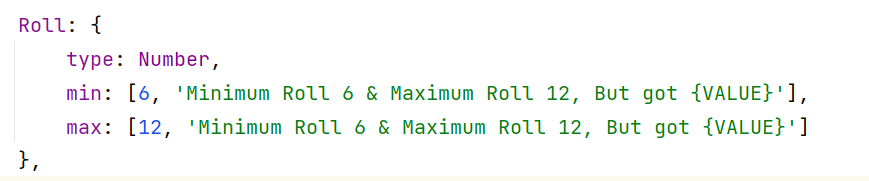 Roll: {
    type: Number,
    min: [6, 'Minimum Roll 6 & Maximum Roll 12, But got {VALUE}'],
    max: [12, 'Minimum Roll 6 & Maximum Roll 12, But got {VALUE}']
},